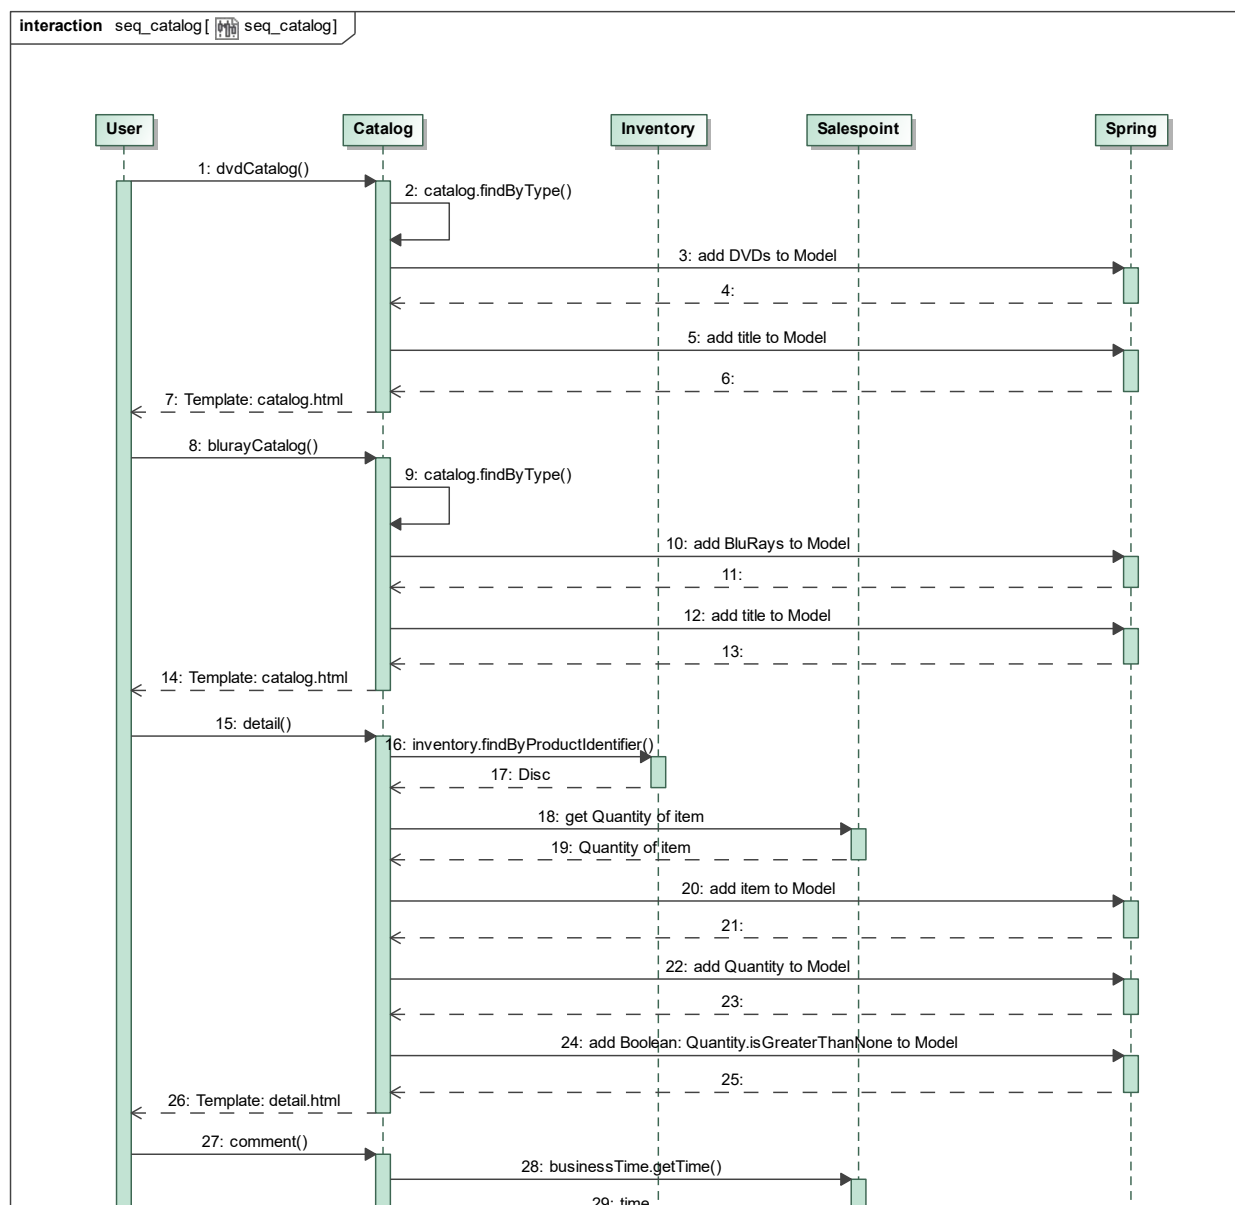 interaction seq_catalog[ seq_catalog]
User Catalog Inventory Salespoint Spring
1: dvdCatalog()
2: catalog.findByType()
3: add DVDs to Model
4:
5: add title to Model
6:
7: Template: catalog.html
8: blurayCatalog()
9: catalog.findByType()
10: add BluRays to Model
11:
12: add title to Model
13:
14: Template: catalog.html
15: detail()
16: inventory.findByProductIdentifier()
17: Disc
18: get Quantity of item
19: Quantity of item
20: add item to Model
21:
22: add Quantity to Model
23:
24: add Boolean: Quantity.isGreaterThanNone to Model
25:
26: Template: detail.html
27: comment()
28: businessTime.getTime()
29: time